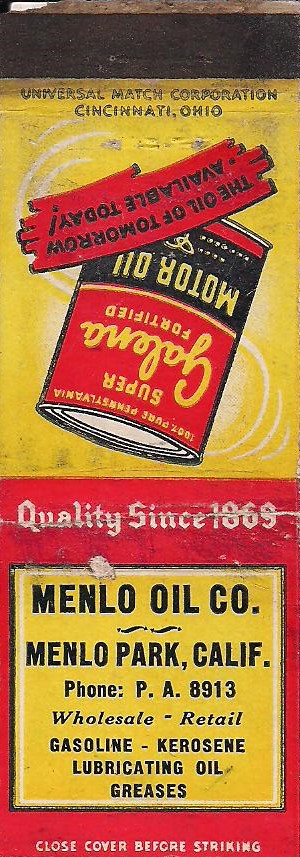 UNIVERSAL MATCH CORPORATION
CINCINNATI, OHIO
THE OIL OF TOMORROW
· AVAILABLE TODAY!
MOTOR OIL
FORTIFIED
Galena
SUPER
100% PURE PENNSYLVANIA
Quality Since 1869
MENLO OIL CO.
MENLO PARK, CALIF.
Phone: P. A. 8913
Wholesale - Retail
GASOLINE - KEROSENE
LUBRICATING OIL
GREASES
CLOSE COVER BEFORE STRIKING